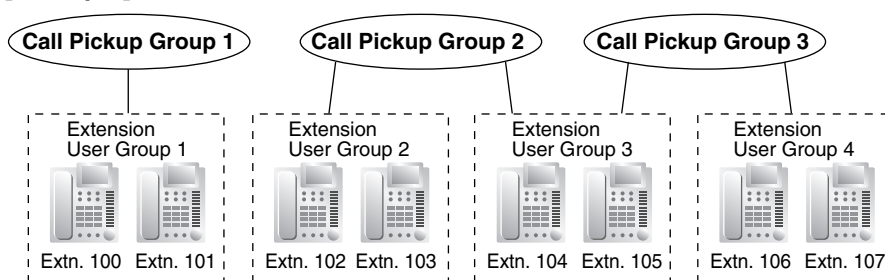 Call Pickup Group 1
Call Pickup Group 2
Call Pickup Group 3
Extension
User Group 1
Extension
User Group 2
Extension
User Group 3
Extension
User Group 4
Extn. 100
Extn. 101
Extn. 102
Extn. 103
Extn. 104
Extn. 105
Extn. 106
Extn. 107